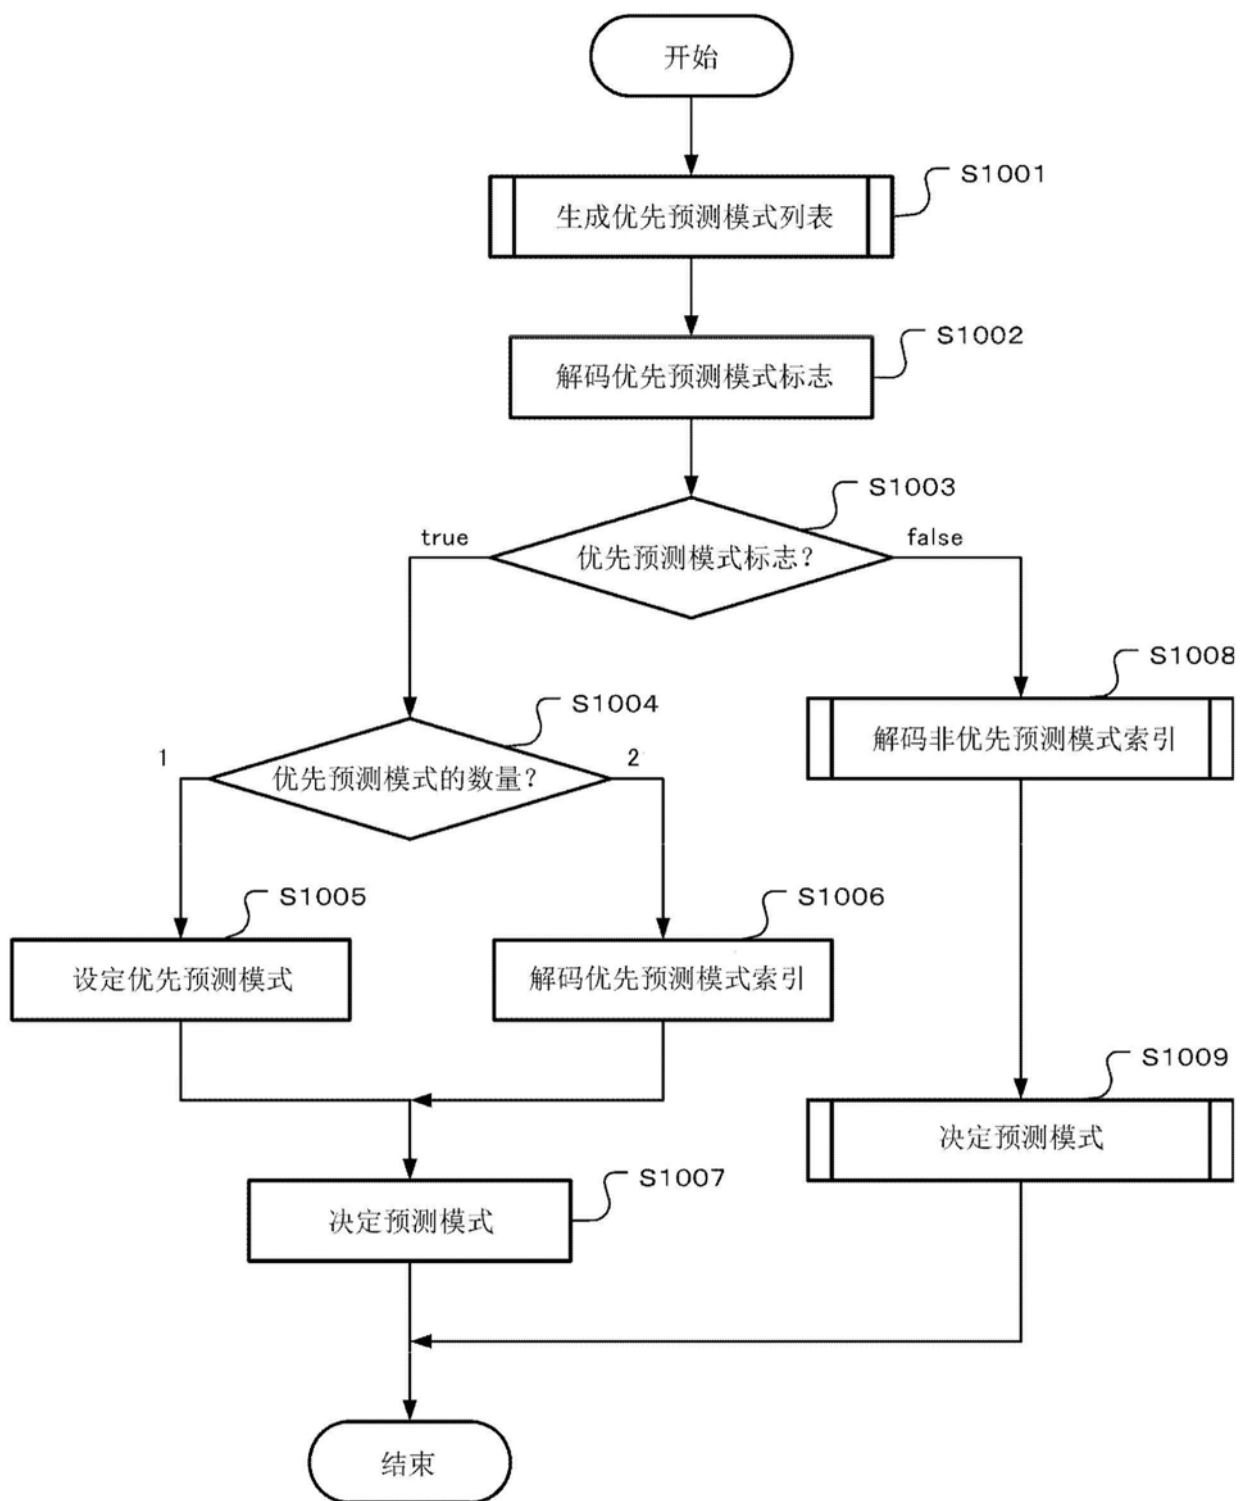 开始
S1001
生成优先预测模式列表
S1002
解码优先预测模式标志
S1003
true
优先预测模式标志?
false
S1008
解码非优先预测模式索引
S1004
1
优先预测模式的数量?
2
S1005
设定优先预测模式
S1006
解码优先预测模式索引
S1009
决定预测模式
S1007
决定预测模式
结束